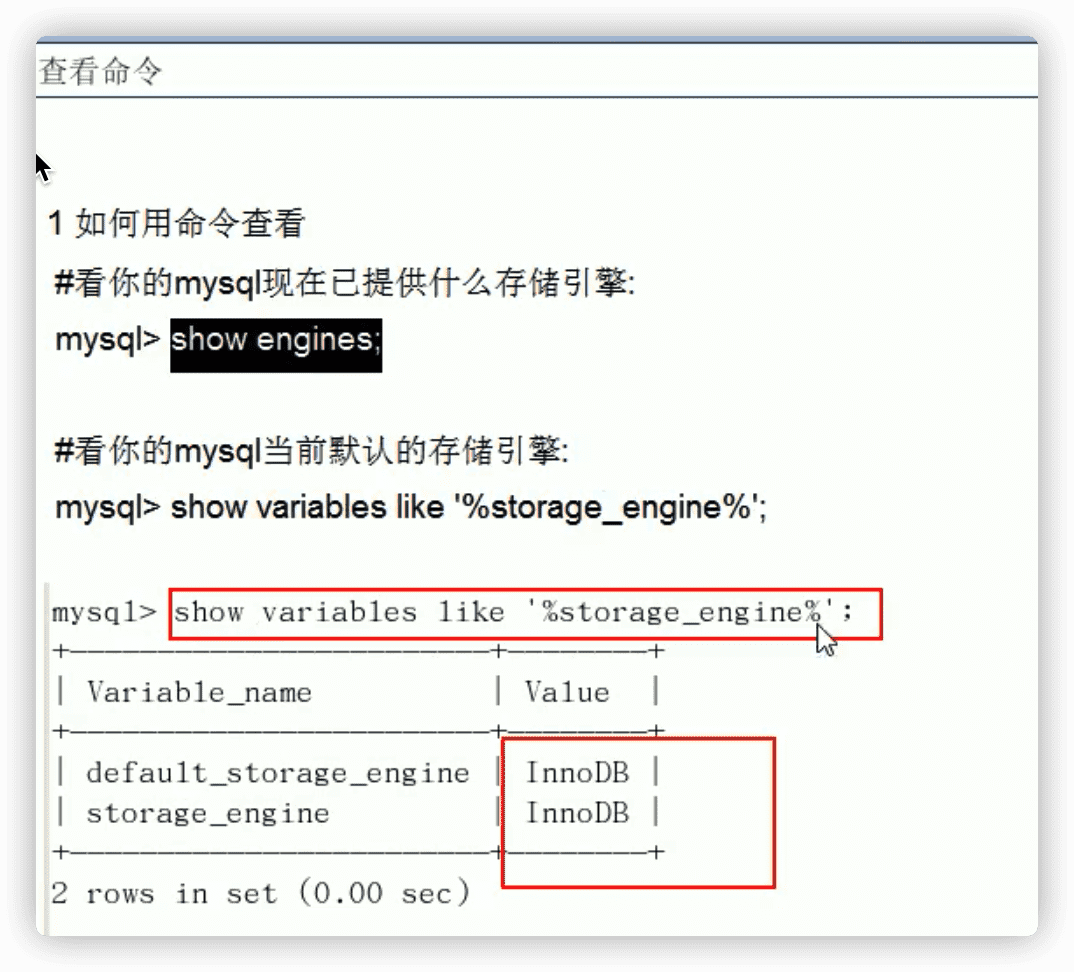 查看命令
1 如何用命令查看
#看你的mysql现在已提供什么存储引擎:
mysql> show engines;
#看你的mysql当前默认的存储引擎:
mysql> show variables like '%storage_engine%';
mysql> show variables like '%storage_engine%';
+------------------------+---------+
| Variable_name | Value |
+------------------------+---------+
| default_storage_engine | InnoDB |
| storage_engine | InnoDB |
+------------------------+---------+
2 rows in set (0.00 sec)